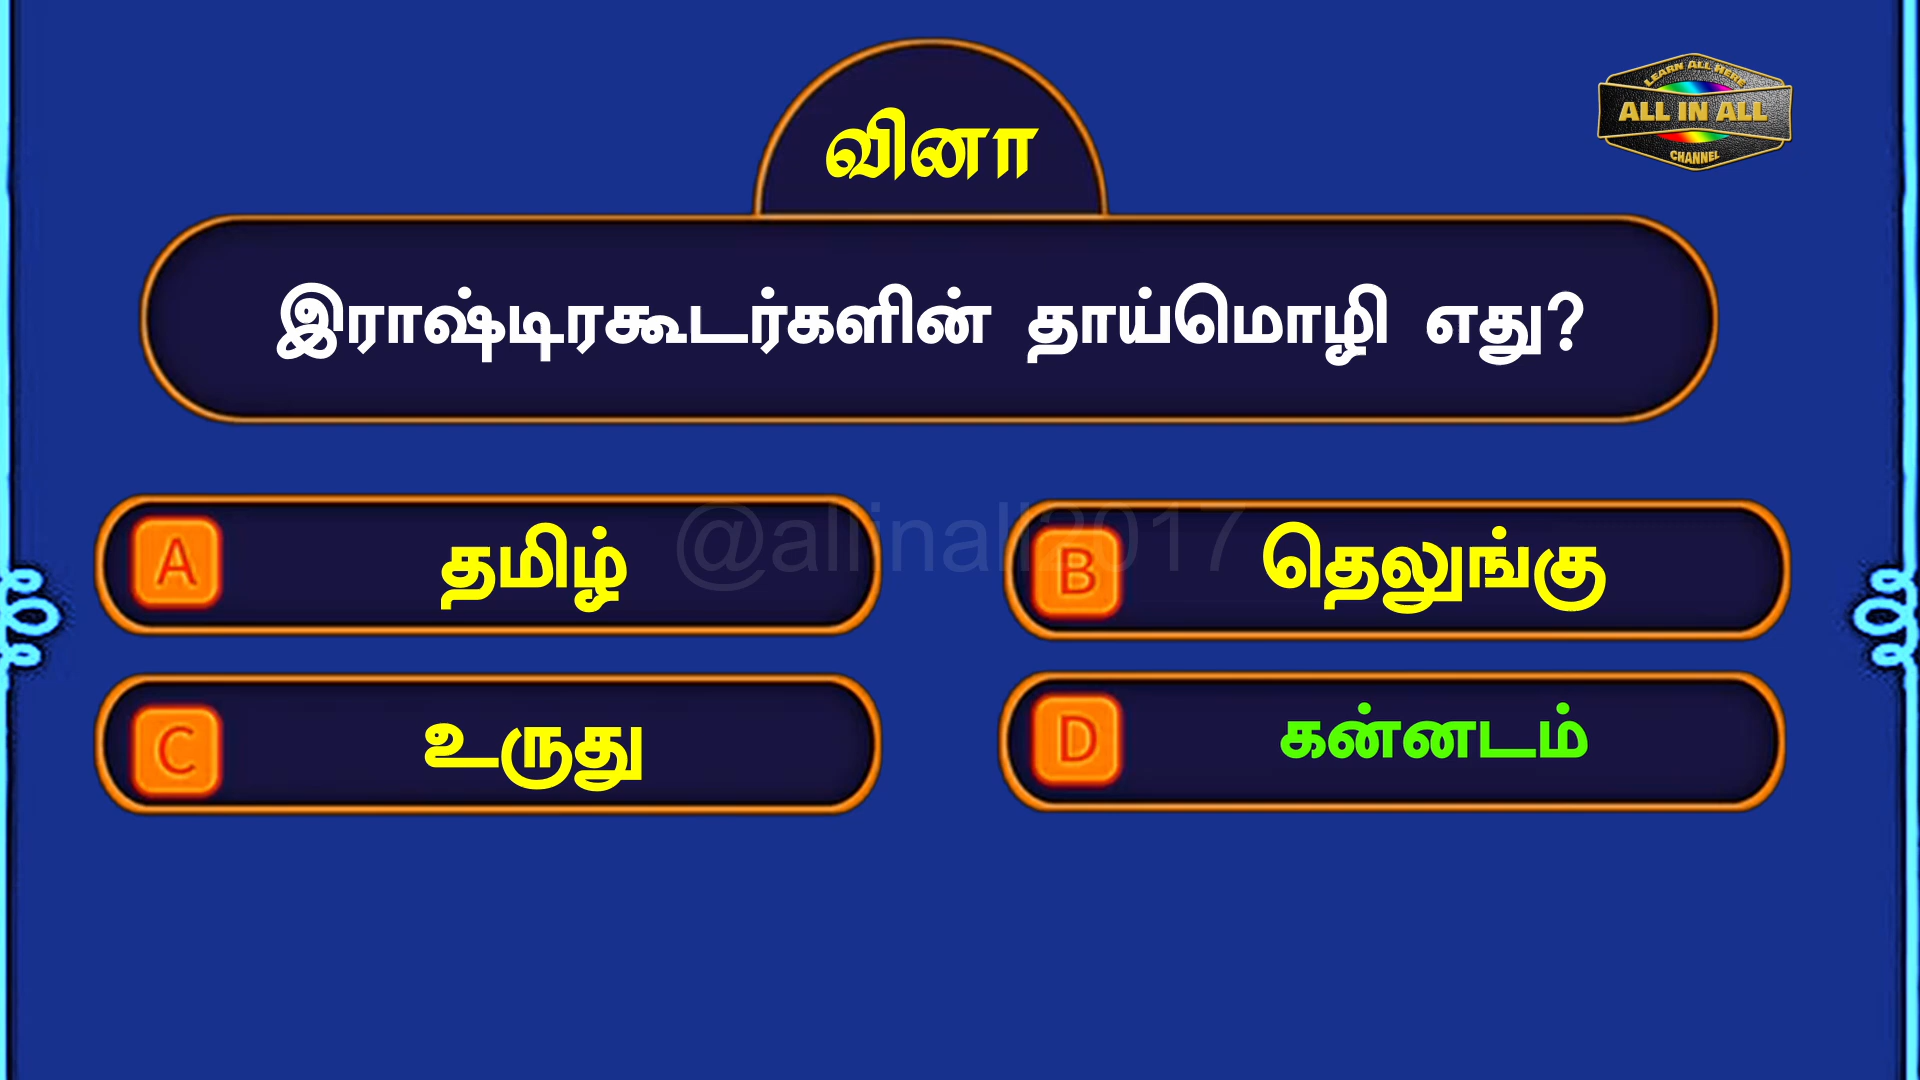 LEARN ALL HERE
ALL IN ALL
CHANNEL
வினா
இராஷ்டிரகூடர்களின் தாய்மொழி எது?
@allinall2017
A தமிழ்
B தெலுங்கு
C உருது
D கன்னடம்